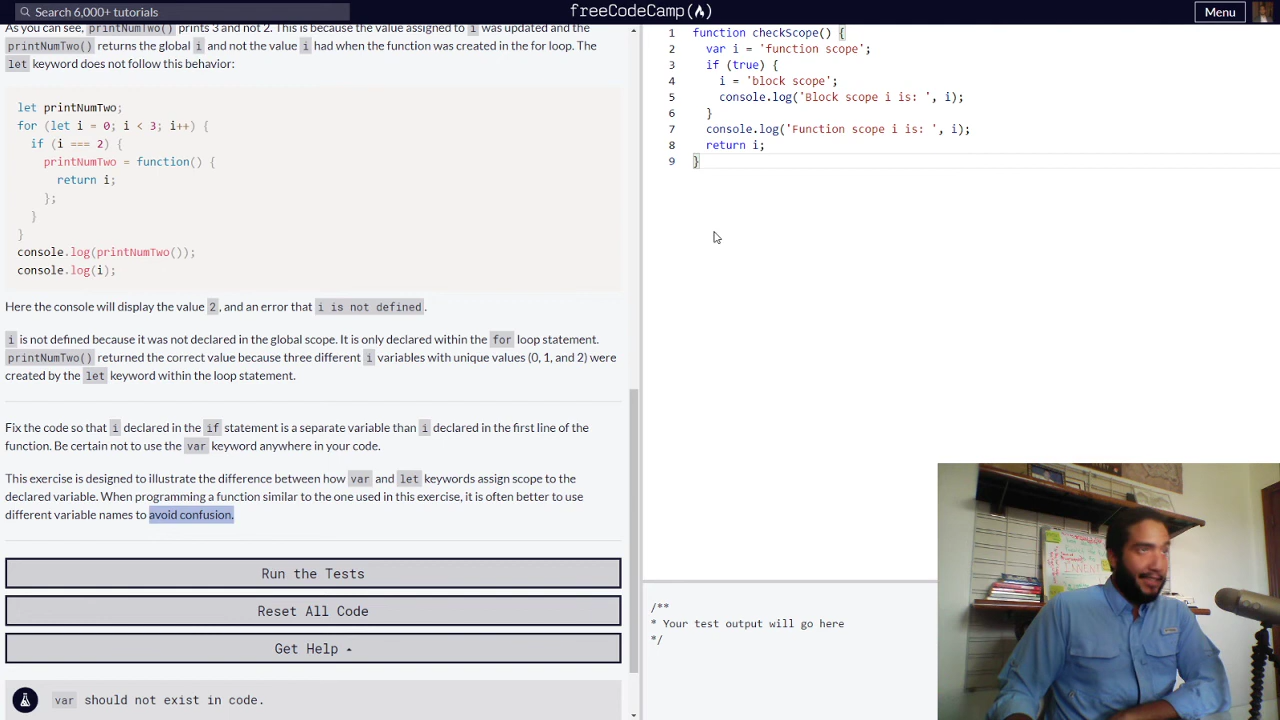 Search 6,000+ tutorials
freeCodeCamp
Menu
As you can see, printNumTwo() prints 3 and not 2. This is because the value assigned to i was updated and the
printNumTwo() returns the global i and not the value i had when the function was created in the for loop. The
let keyword does not follow this behavior:
let printNumTwo;
for (let i = 0; i < 3; i++) {
if (i === 2) {
printNumTwo = function() {
return i;
};
}
}
console.log(printNumTwo());
console.log(i);
Here the console will display the value 2, and an error that i is not defined.
i is not defined because it was not declared in the global scope. It is only declared within the for loop statement.
printNumTwo() returned the correct value because three different i variables with unique values (0, 1, and 2) were
created by the let keyword within the loop statement.
Fix the code so that i declared in the if statement is a separate variable than i declared in the first line of the
function. Be certain not to use the var keyword anywhere in your code.
This exercise is designed to illustrate the difference between how var and let keywords assign scope to the
declared variable. When programming a function similar to the one used in this exercise, it is often better to use
different variable names to avoid confusion.
Run the Tests
Reset All Code
Get Help
var should not exist in code.
1 function checkScope() {
2 var i = 'function scope';
3 if (true) {
4 i = 'block scope';
5 console.log('Block scope i is: ', i);
6 }
7 console.log('Function scope i is: ', i);
8 return i;
9 }
/**
* Your test output will go here
*/